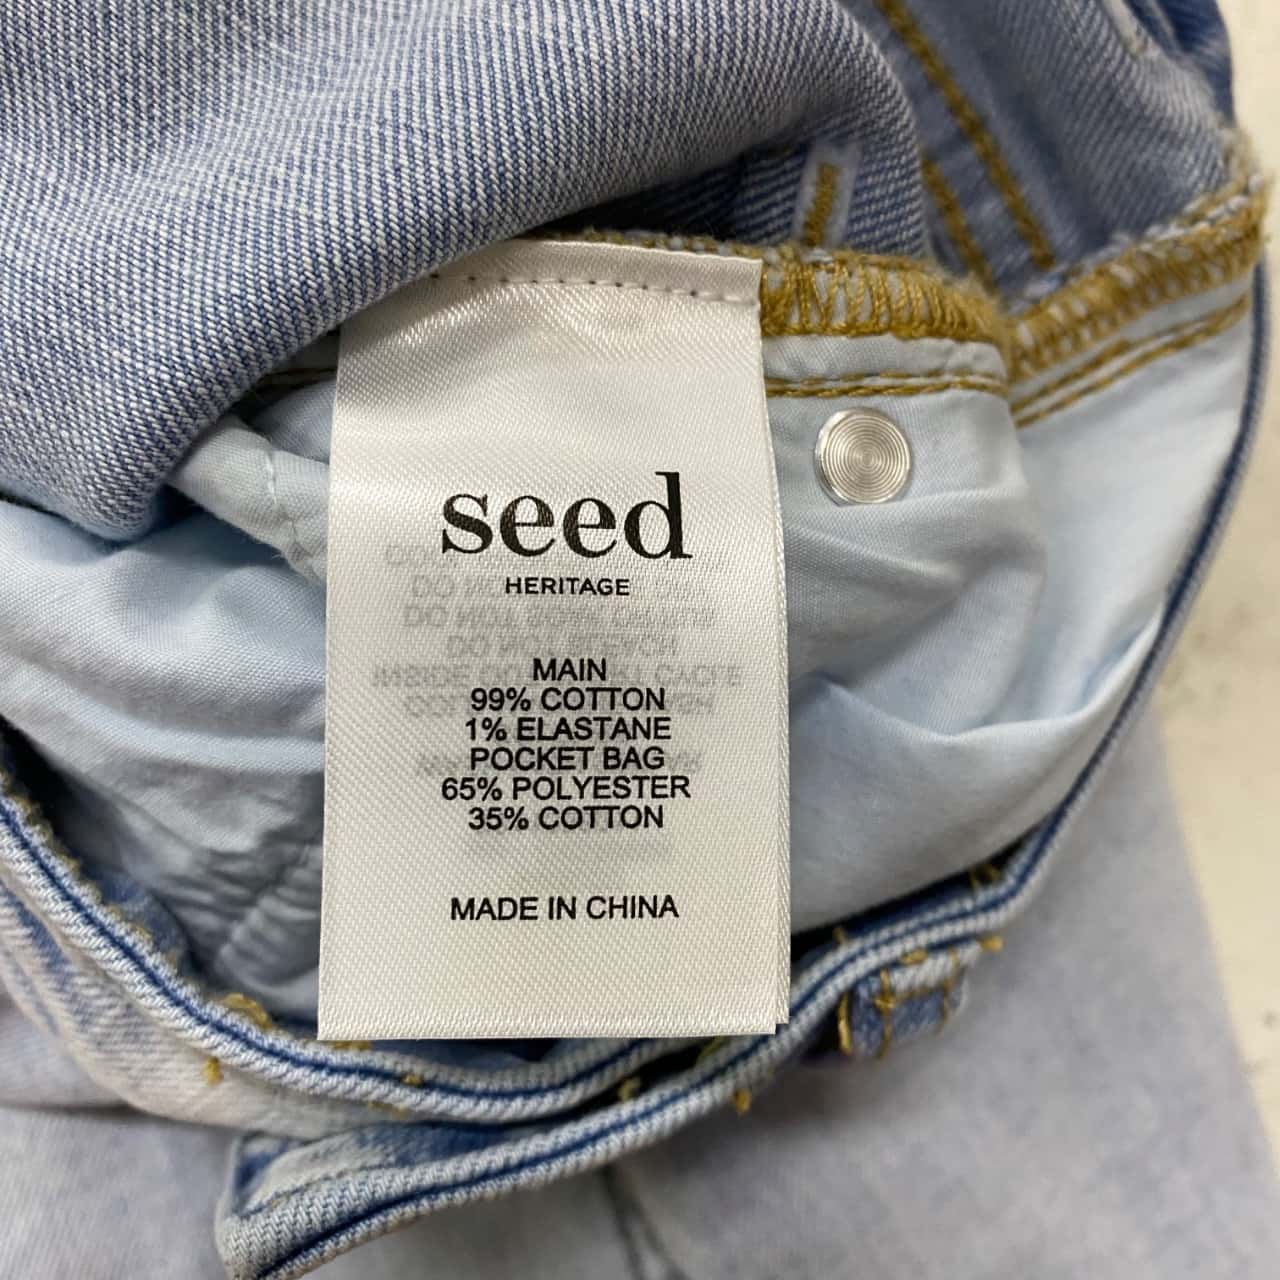 seed
HERITAGE
MAIN
99% COTTON
1% ELASTANE
POCKET BAG
65% POLYESTER
35% COTTON
MADE IN CHINA